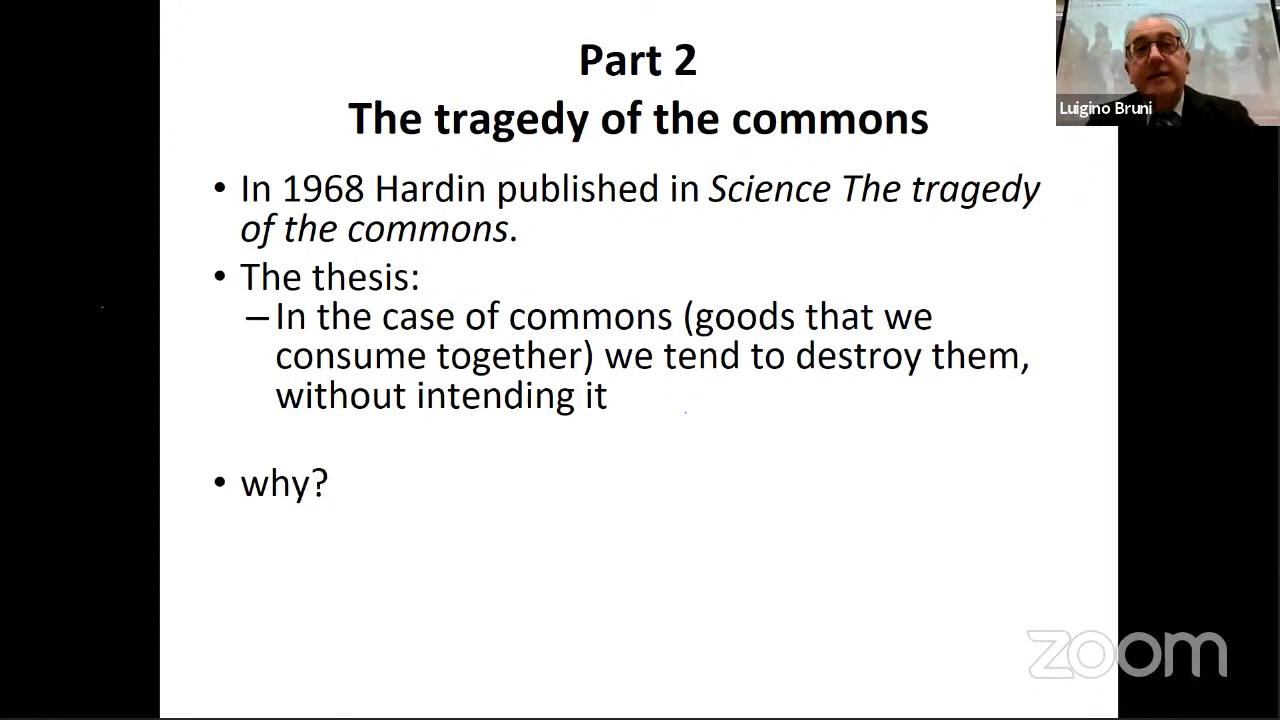 Part 2
The tragedy of the commons
Luigino Bruni
• In 1968 Hardin published in Science The tragedy
of the commons.
• The thesis:
– In the case of commons (goods that we
consume together) we tend to destroy them,
without intending it
• why?
zoom